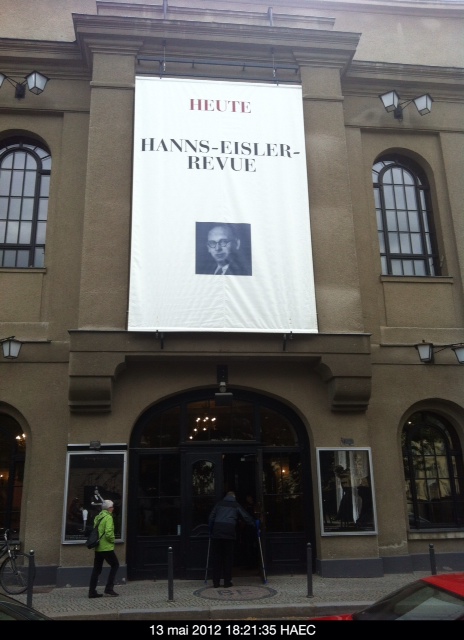 HEUTE
HANNS-EISLER-
REVUE
13 mai 2012 18:21:35 HAEC